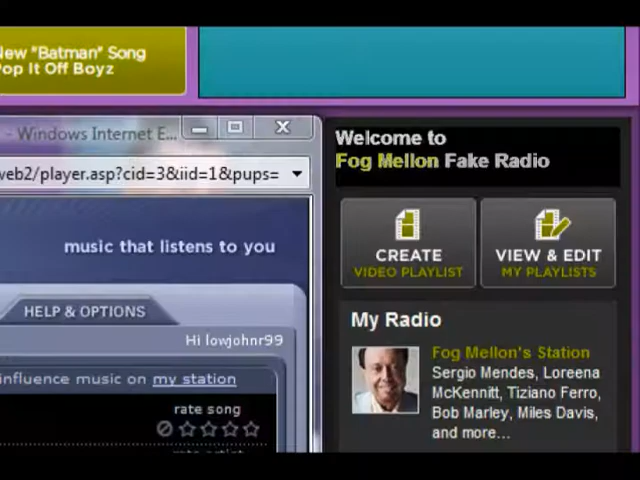 New "Batman" Song
Pop It Off Boyz
- Windows Internet E...
web2/player.asp?cid=3&iid=1&pups=
music that listens to you
HELP & OPTIONS
Hi lowjohnr99
influence music on my station
rate song
Welcome to
Fog Mellon Fake Radio
CREATE
VIDEO PLAYLIST
VIEW & EDIT
MY PLAYLISTS
My Radio
Fog Mellon's Station
Sergio Mendes, Loreena
McKennitt, Tiziano Ferro,
Bob Marley, Miles Davis,
and more...